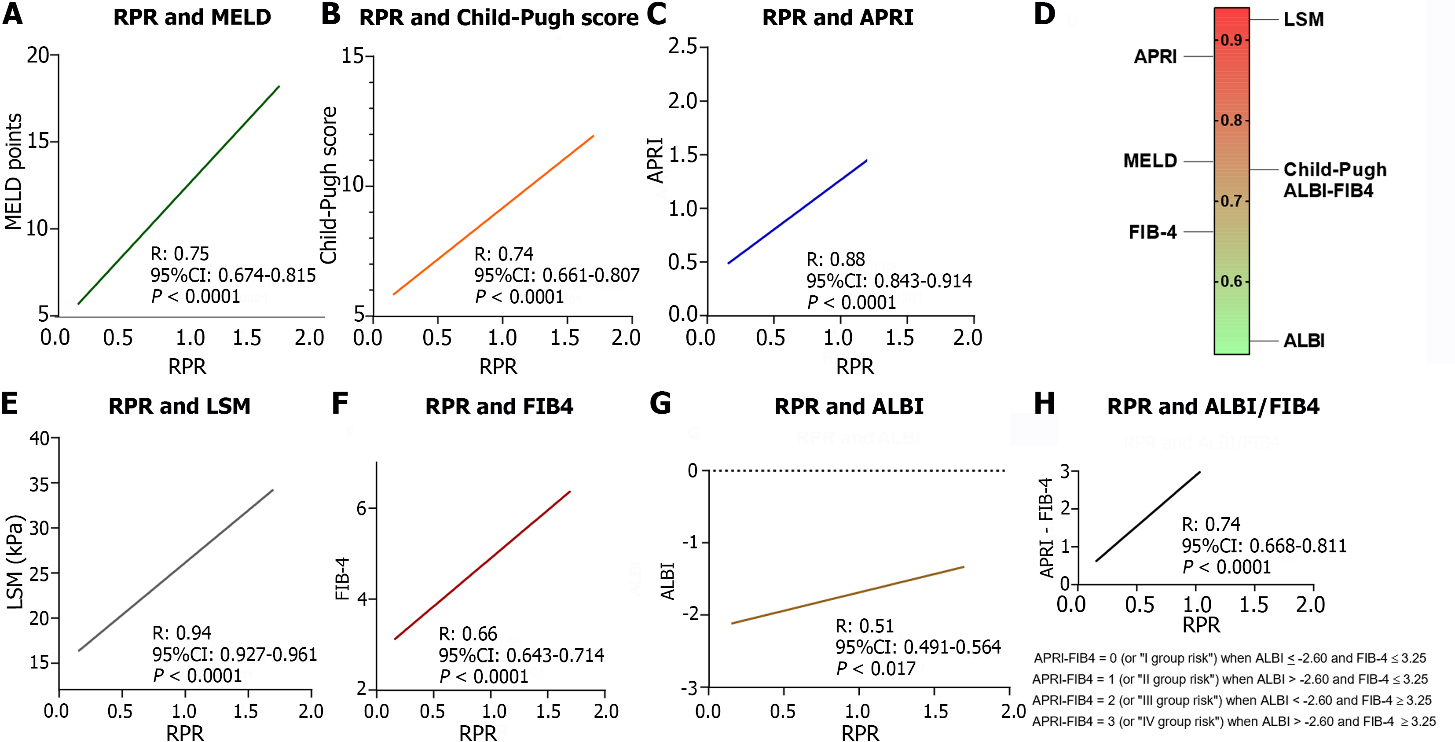 A
RPR and MELD
MELD points
20
15
10
5
0.0 0.5 1.0 1.5 2.0
RPR
R: 0.75
95%CI: 0.674-0.815
P < 0.0001
B
RPR and Child-Pugh score
Child-Pugh score
15
10
5
0.0 0.5 1.0 1.5 2.0
RPR
R: 0.74
95%CI: 0.661-0.807
P < 0.0001
C
RPR and APRI
APRI
2.5
2.0
1.5
1.0
0.5
0.0
0.0 0.5 1.0 1.5 2.0
RPR
R: 0.88
95%CI: 0.843-0.914
P < 0.0001
D
LSM
0.9
APRI
0.8
MELD
Child-Pugh
ALBI-FIB4
0.7
FIB-4
0.6
ALBI
E
RPR and LSM
LSM (kPa)
40
35
30
25
20
15
0.0 0.5 1.0 1.5 2.0
RPR
R: 0.94
95%CI: 0.927-0.961
P < 0.0001
F
RPR and FIB4
FIB-4
6
4
2
0.0 0.5 1.0 1.5 2.0
RPR
R: 0.66
95%CI: 0.643-0.714
P < 0.0001
G
RPR and ALBI
ALBI
0
-1
-2
-3
0.0 0.5 1.0 1.5 2.0
RPR
R: 0.51
95%CI: 0.491-0.564
P < 0.017
H
RPR and ALBI/FIB4
APRI - FIB-4
3
2
1
0
0.0 0.5 1.0 1.5 2.0
RPR
R: 0.74
95%CI: 0.668-0.811
P < 0.0001
APRI-FIB4 = 0 (or "I group risk") when ALBI ≤ -2.60 and FIB-4 ≤ 3.25
APRI-FIB4 = 1 (or "II group risk") when ALBI > -2.60 and FIB-4 ≤ 3.25
APRI-FIB4 = 2 (or "III group risk") when ALBI < -2.60 and FIB-4 ≥ 3.25
APRI-FIB4 = 3 (or "IV group risk") when ALBI > -2.60 and FIB-4 ≥ 3.25